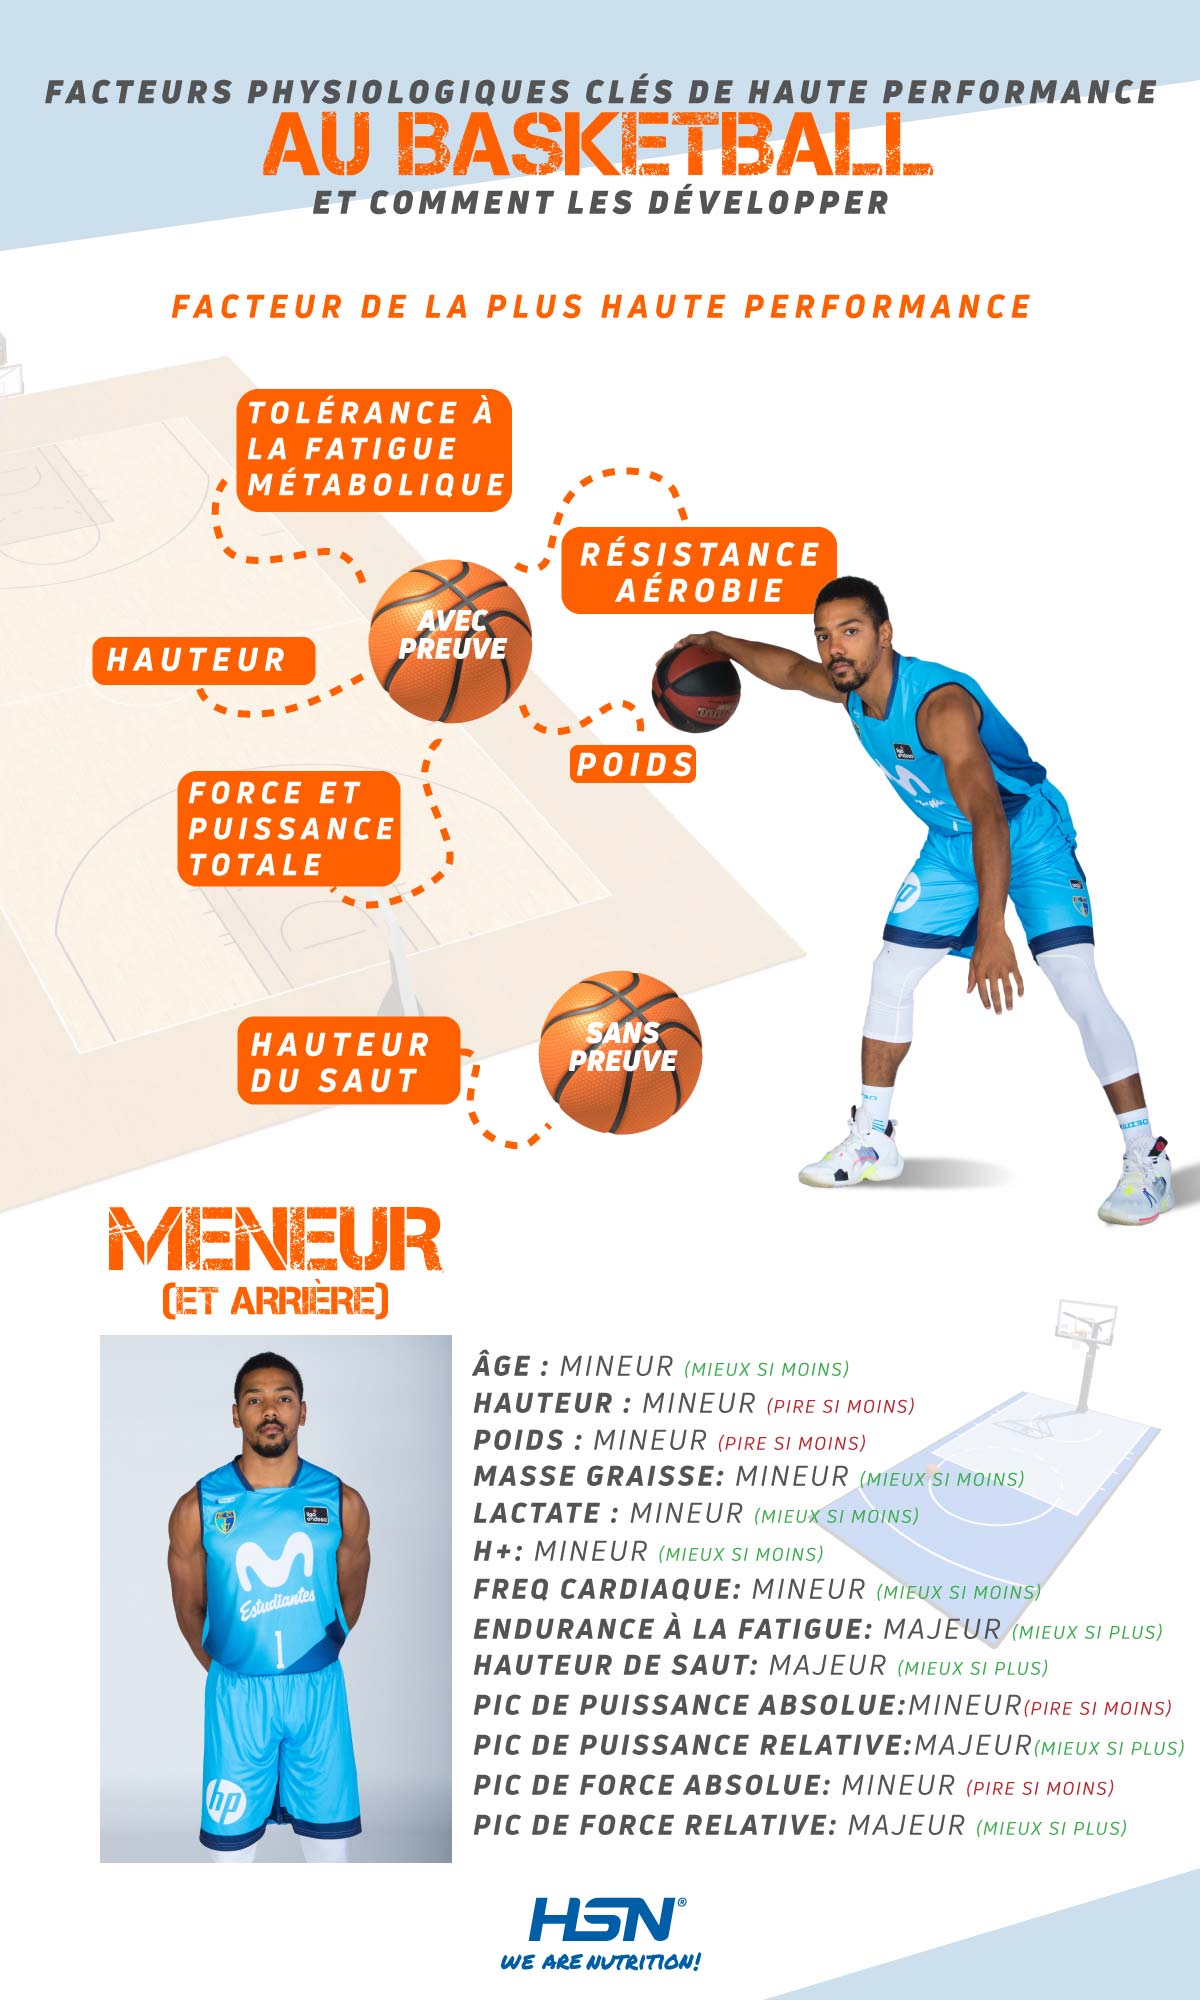 FACTEURS PHYSIOLOGIQUES CLÉS DE HAUTE PERFORMANCE
AU BASKETBALL
ET COMMENT LES DÉVELOPPER
FACTEUR DE LA PLUS HAUTE PERFORMANCE
TOLÉRANCE À
LA FATIGUE
MÉTABOLIQUE
RÉSISTANCE
AÉROBIE
AVEC
PREUVE
HAUTEUR
POIDS
FORCE ET
PUISSANCE
TOTALE
hp
HAUTEUR
DU SAUT
SANS
PREUVE
MENEUR
(ET ARRIÈRE)
ÂGE : MINEUR (MIEUX SI MOINS)
HAUTEUR : MINEUR (PIRE SI MOINS)
POIDS : MINEUR (PIRE SI MOINS)
MASSE GRAISSE: MINEUR (MIEUX SI MOINS)
LACTATE : MINEUR (MIEUX SI MOINS)
H+: MINEUR (MIEUX SI MOINS)
FREQ CARDIAQUE: MINEUR (MIEUX SI MOINS)
ENDURANCE À LA FATIGUE: MAJEUR (MIEUX SI PLUS)
HAUTEUR DE SAUT: MAJEUR (MIEUX SI PLUS)
PIC DE PUISSANCE ABSOLUE:MINEUR(PIRE SI MOINS)
PIC DE PUISSANCE RELATIVE:MAJEUR(MIEUX SI PLUS)
PIC DE FORCE ABSOLUE: MINEUR (PIRE SI MOINS)
PIC DE FORCE RELATIVE: MAJEUR (MIEUX SI PLUS)
liga
endesa
Estudiantes
1
hp
HSN®
WE ARE NUTRITION!